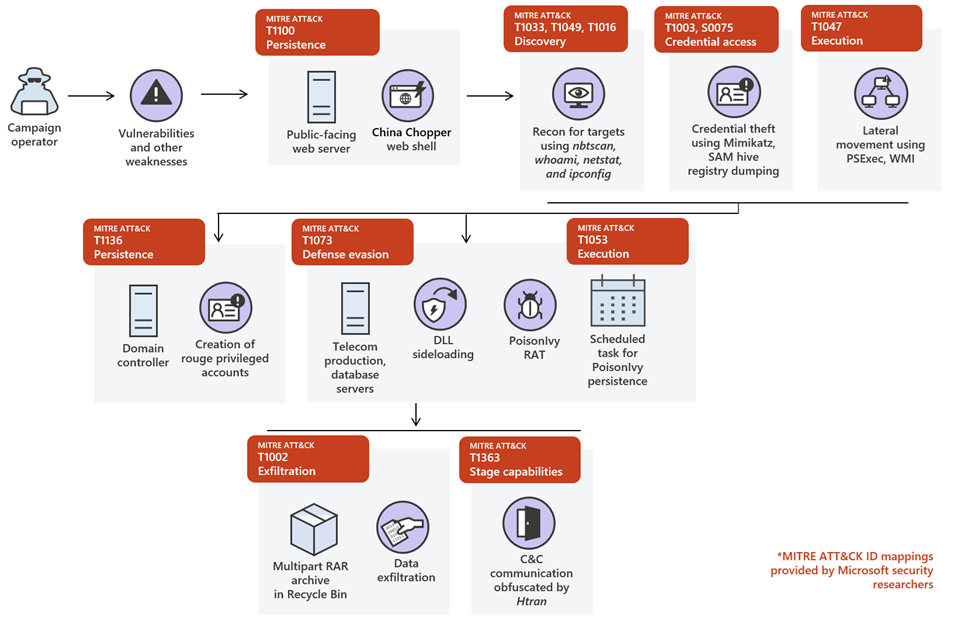 MITRE ATT&CK
T1100
Persistence
MITRE ATT&CK
T1033, T1049, T1016
Discovery
MITRE ATT&CK
T1003, S0075
Credential access
MITRE ATT&CK
T1047
Execution
Campaign
operator
Vulnerabilities
and other
weaknesses
Public-facing
web server
China Chopper
web shell
Recon for targets
using nbtscan,
whoami, netstat,
and ipconfig
Credential theft
using Mimikatz,
SAM hive
registry dumping
Lateral
movement using
PSExec, WMI
MITRE ATT&CK
T1136
Persistence
MITRE ATT&CK
T1073
Defense evasion
MITRE ATT&CK
T1053
Execution
Domain
controller
Creation of
rouge privileged
accounts
Telecom
production,
database
servers
DLL
sideloading
PoisonIvy
RAT
Scheduled
task for
PoisonIvy
persistence
MITRE ATT&CK
T1002
Exfiltration
MITRE ATT&CK
T1363
Stage capabilities
Multipart RAR
archive
in Recycle Bin
Data
exfiltration
C&C
communication
obfuscated by
Htran
*MITRE ATT&CK ID mappings
provided by Microsoft security
researchers